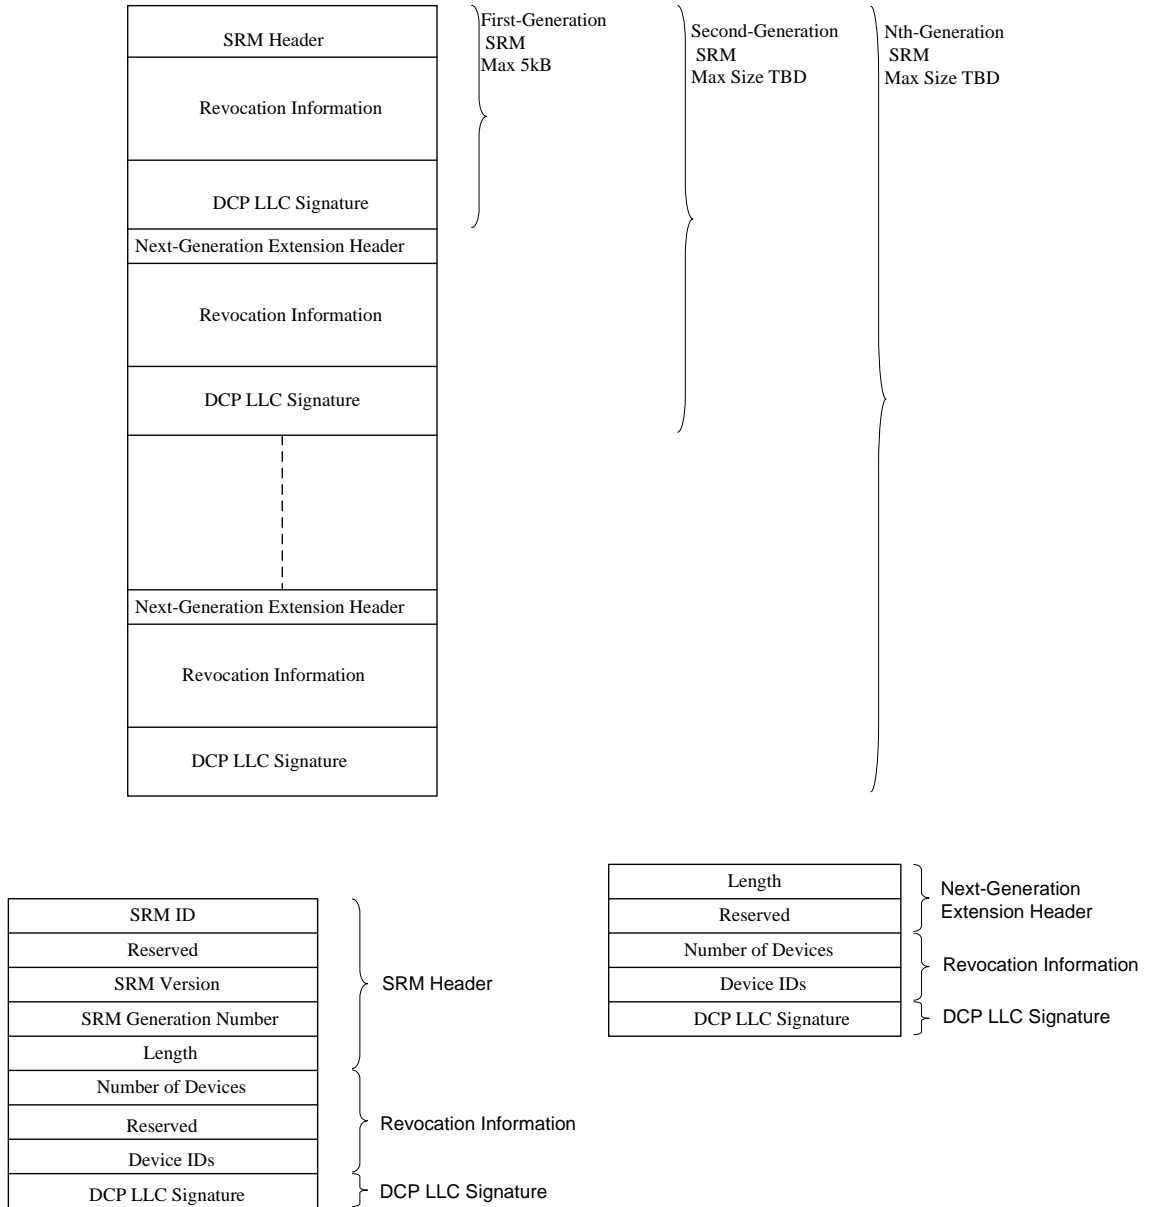 SRM Header
Revocation Information
DCP LLC Signature
Next-Generation Extension Header
Revocation Information
DCP LLC Signature
Next-Generation Extension Header
Revocation Information
DCP LLC Signature
First-Generation
SRM
Max 5kB
Second-Generation
SRM
Max Size TBD
Nth-Generation
SRM
Max Size TBD
SRM ID
Reserved
SRM Version
SRM Generation Number
Length
Number of Devices
Reserved
Device IDs
DCP LLC Signature
SRM Header
Revocation Information
DCP LLC Signature
Length
Reserved
Number of Devices
Device IDs
DCP LLC Signature
Next-Generation
Extension Header
Revocation Information
DCP LLC Signature